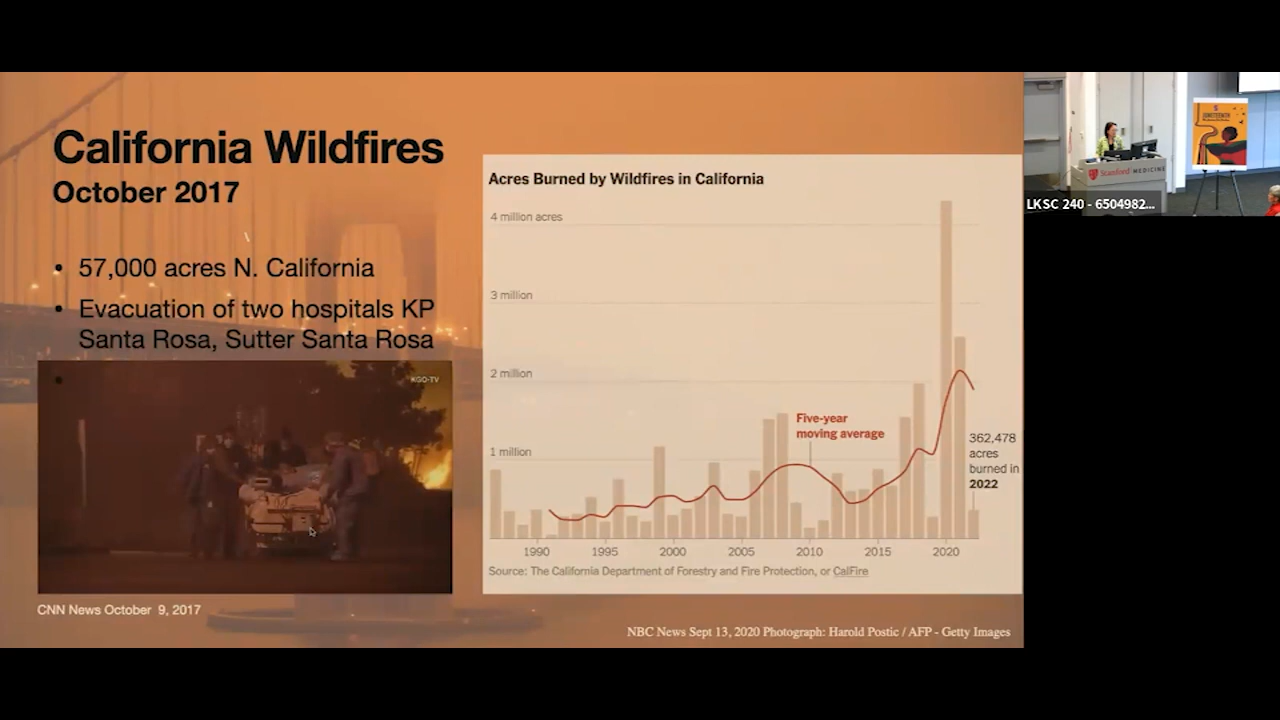 California Wildfires
October 2017
• 57,000 acres N. California
• Evacuation of two hospitals KP
Santa Rosa, Sutter Santa Rosa
KGO-TV
CNN News October 9, 2017
Acres Burned by Wildfires in California
4 million acres
3 million
2 million
1 million
Five-year
moving average
362,478
acres
burned in
2022
1990 1995 2000 2005 2010 2015 2020
Source: The California Department of Forestry and Fire Protection, or CalFire
NBC News Sept 13, 2020 Photograph: Harold Postic / AFP - Getty Images
JUNETEENTH
Stanford MEDICINE
LKSC 240 - 6504982...